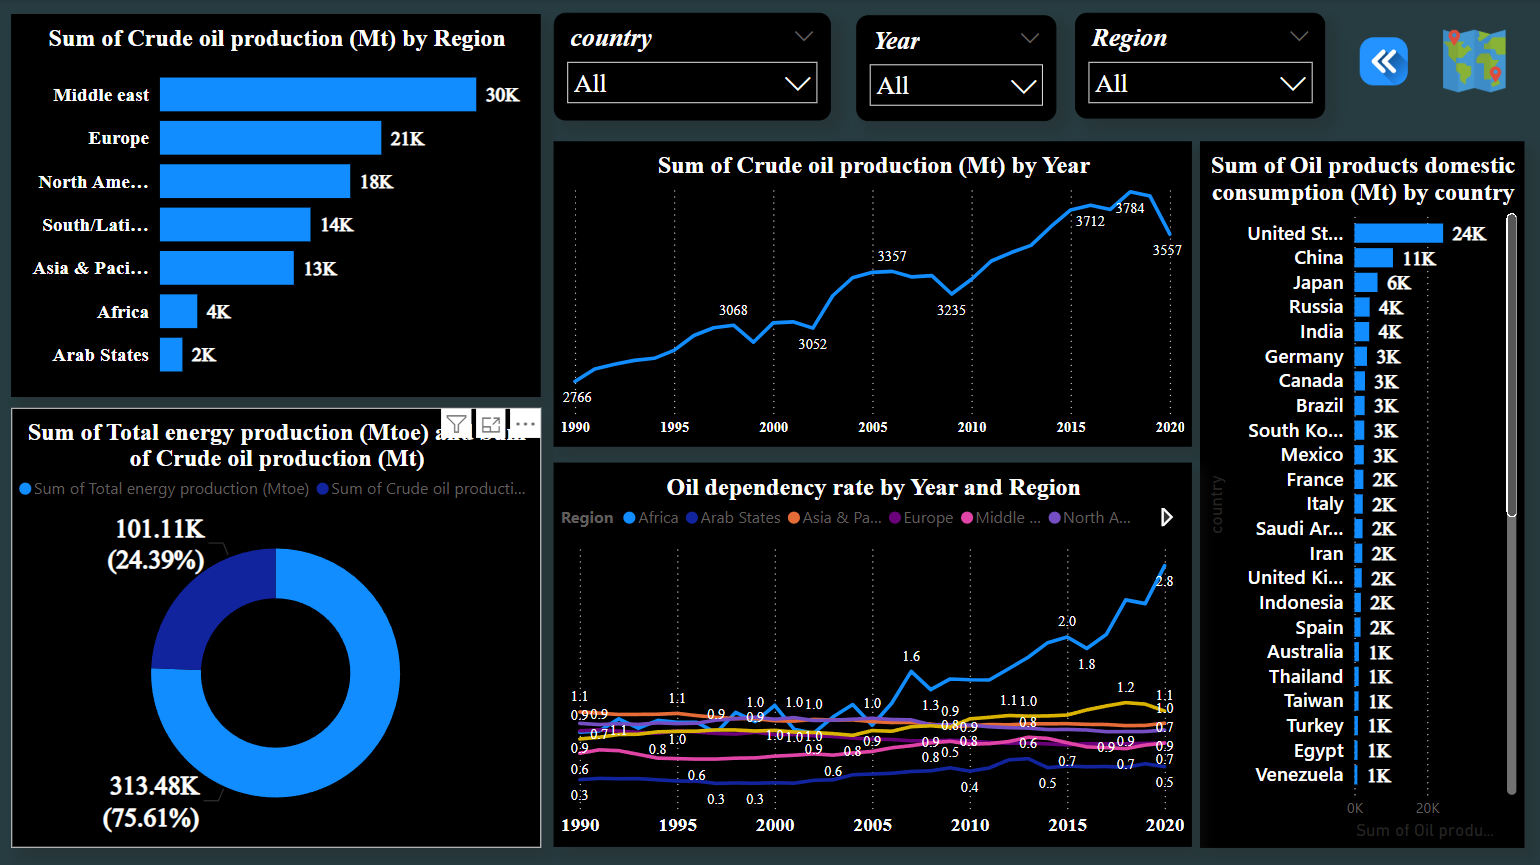 Sum of Crude oil production (Mt) by Region
Middle east
30K
Europe
21K
North Ame...
18K
South/Lati...
14K
Asia & Paci...
13K
Africa
4K
Arab States
2K
country
All
Year
All
Region
All
Sum of Crude oil production (Mt) by Year
2766
3068
3052
3357
3235
3712
3784
3557
1990 1995 2000 2005 2010 2015 2020
Sum of Oil products domestic
consumption (Mt) by country
country
United St... 24K
China 11K
Japan 6K
Russia 4K
India 4K
Germany 3K
Canada 3K
Brazil 3K
South Ko... 3K
Mexico 3K
France 2K
Italy 2K
Saudi Ar... 2K
Iran 2K
United Ki... 2K
Indonesia 2K
Spain 2K
Australia 1K
Thailand 1K
Taiwan 1K
Turkey 1K
Egypt 1K
Venezuela 1K
0K 20K
Sum of Oil produ...
Sum of Total energy production (Mtoe)
of Crude oil production (Mt)
Sum of Total energy production (Mtoe) Sum of Crude oil producti...
101.11K
(24.39%)
313.48K
(75.61%)
Oil dependency rate by Year and Region
Region Africa Arab States Asia & Pa... Europe Middle ... North A...
2.8
2.0
1.6
1.8
1.1 1.1 1.0 1.0 1.0 1.0 1.3 0.9 1.1 1.0 1.2 1.1
0.9 0.9 0.9 0.9 1.0
0.7 1.1 1.0 1.0 1.0 1.0 0.9 0.8 0.9 0.8 0.9 0.7
0.9 0.8 0.9 0.8 0.9 0.8 0.6 0.9 0.9
0.8 0.5 0.7 0.7 0.7
0.6 0.6 0.6
0.3 0.3 0.3 0.4 0.5 0.5
1990 1995 2000 2005 2010 2015 2020